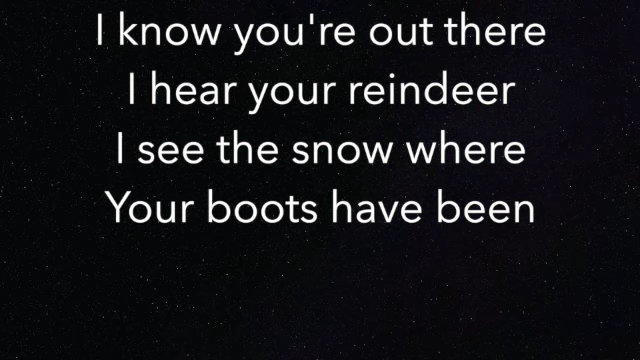 I know you're out there
I hear your reindeer
I see the snow where
Your boots have been